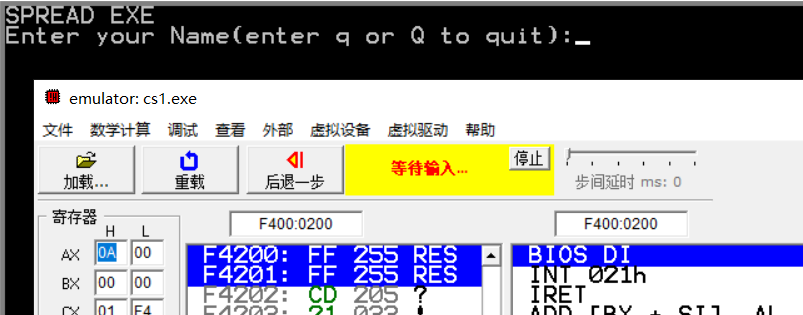 SPREAD EXE
Enter your Name(enter q or Q to quit):_
emulator: cs1.exe
文件 数学计算 调试 查看 外部 虚拟设备 虚拟驱动 帮助
加载... 重载 后退一步 等待输入... 停止 步间延时 ms: 0
寄存器 F400:0200 F400:0200
H L
AX 0A 00 F4200: FF 255 RES BIOS DI
F4201: FF 255 RES INT 021h
BX 00 00 F4202: CD 205 ? IRET
CX 01 F4 F4203: 21 033 ! ADD [BX + SI], AL